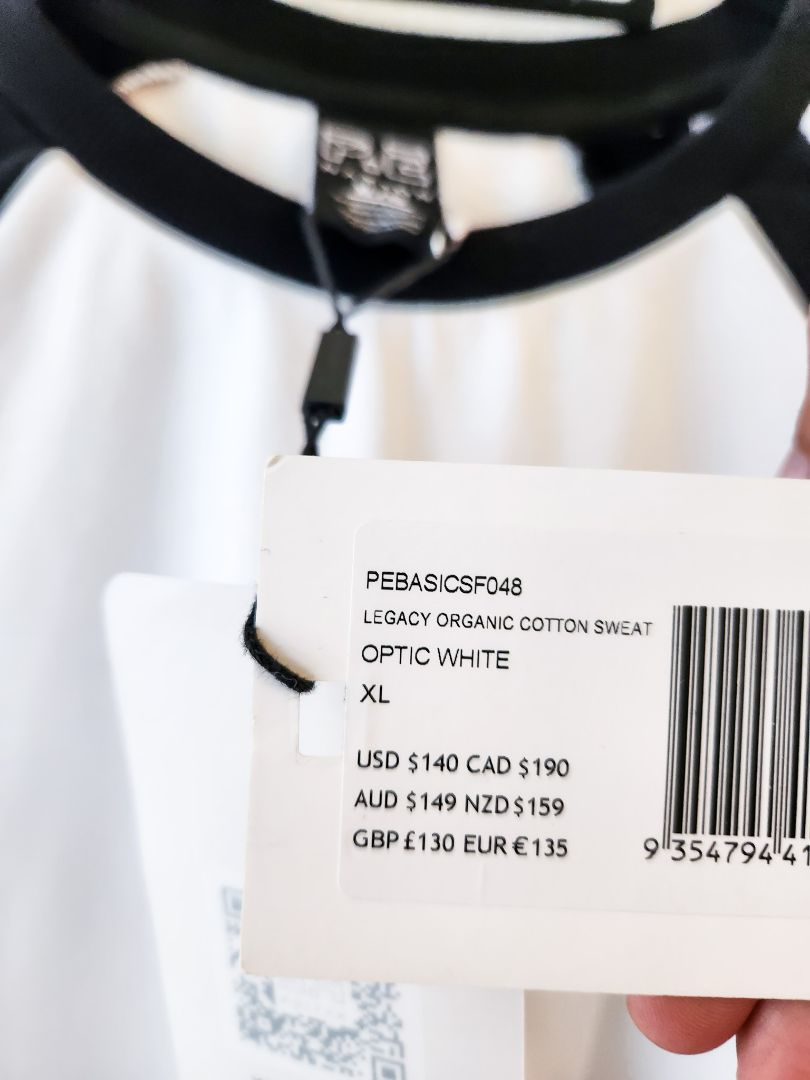 P.E
PEBASICSF048
LEGACY ORGANIC COTTON SWEAT
OPTIC WHITE
XL
USD $140 CAD $190
AUD $149 NZD$159
GBP£130 EUR€135
9 354794 41